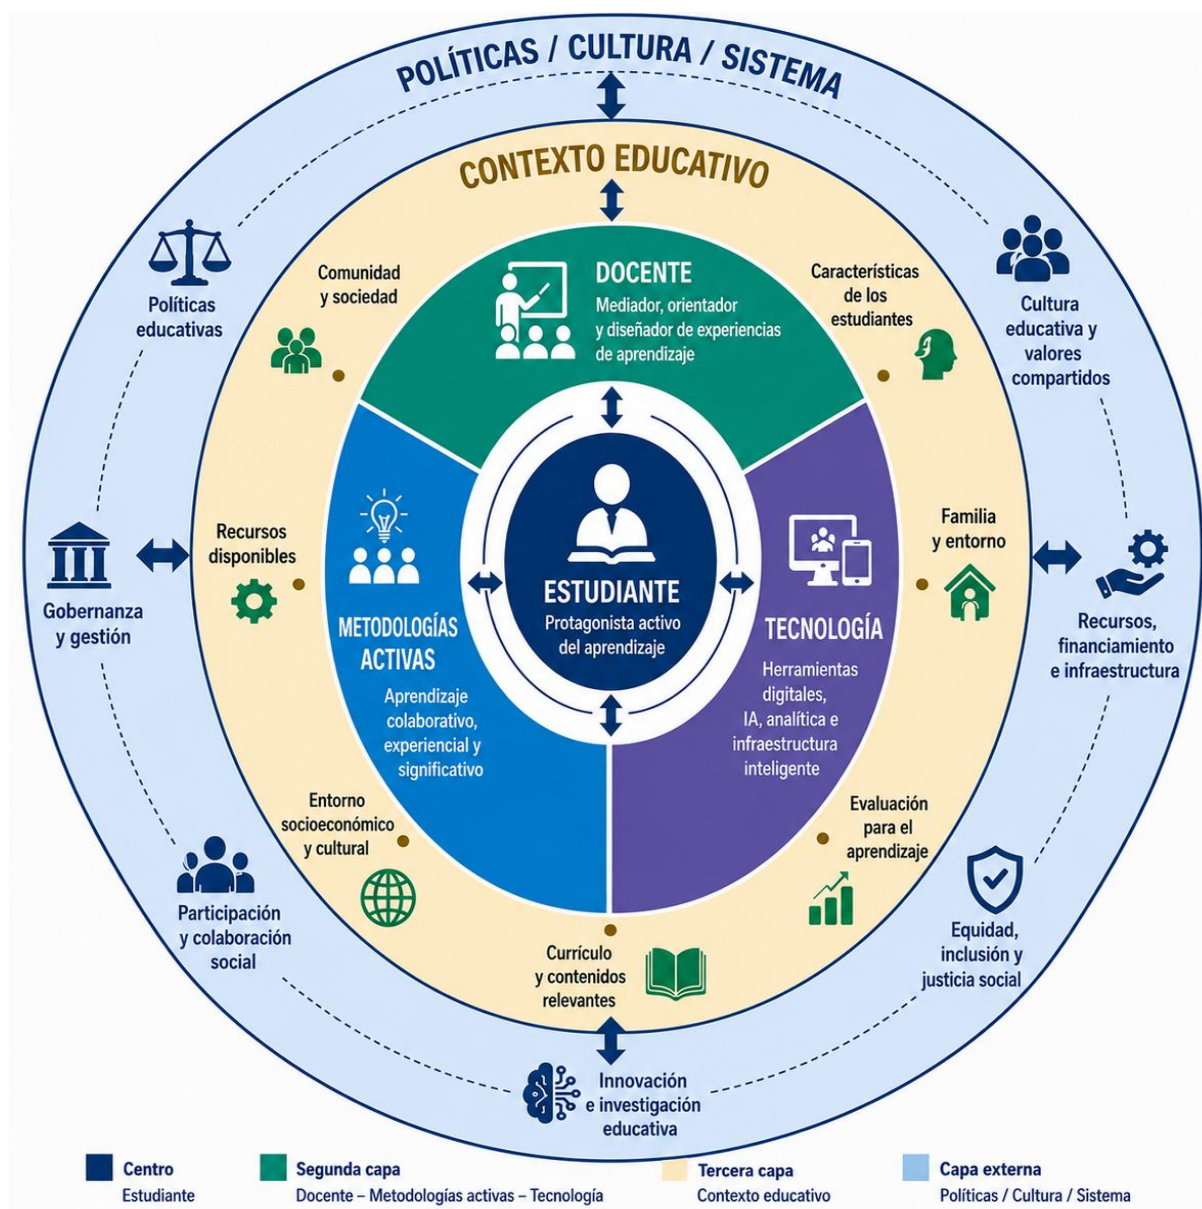 POLÍTICAS / CULTURA / SISTEMA
CONTEXTO EDUCATIVO
DOCENTE
Mediador, orientador
y diseñador de experiencias
de aprendizaje
Comunidad
y sociedad
Características
de los
estudiantes
Políticas
educativas
Cultura
educativa y
valores
compartidos
Recursos
disponibles
Familia
y entorno
Gobernanza
y gestión
METODOLOGÍAS
ACTIVAS
Aprendizaje
colaborativo,
experiencial y
significativo
ESTUDIANTE
Protagonista activo
del aprendizaje
TECNOLOGÍA
Herramientas
digitales,
IA, analítica e
infraestructura
inteligente
Recursos,
financiamiento
e infraestructura
Entorno
socioeconómico
y cultural
Evaluación
para el
aprendizaje
Participación
y colaboración
social
Currículo
y contenidos
relevantes
Equidad,
inclusión y
justicia social
Innovación
e investigación
educativa
Centro
Estudiante
Segunda capa
Docente – Metodologías activas – Tecnología
Tercera capa
Contexto educativo
Capa externa
Políticas / Cultura / Sistema